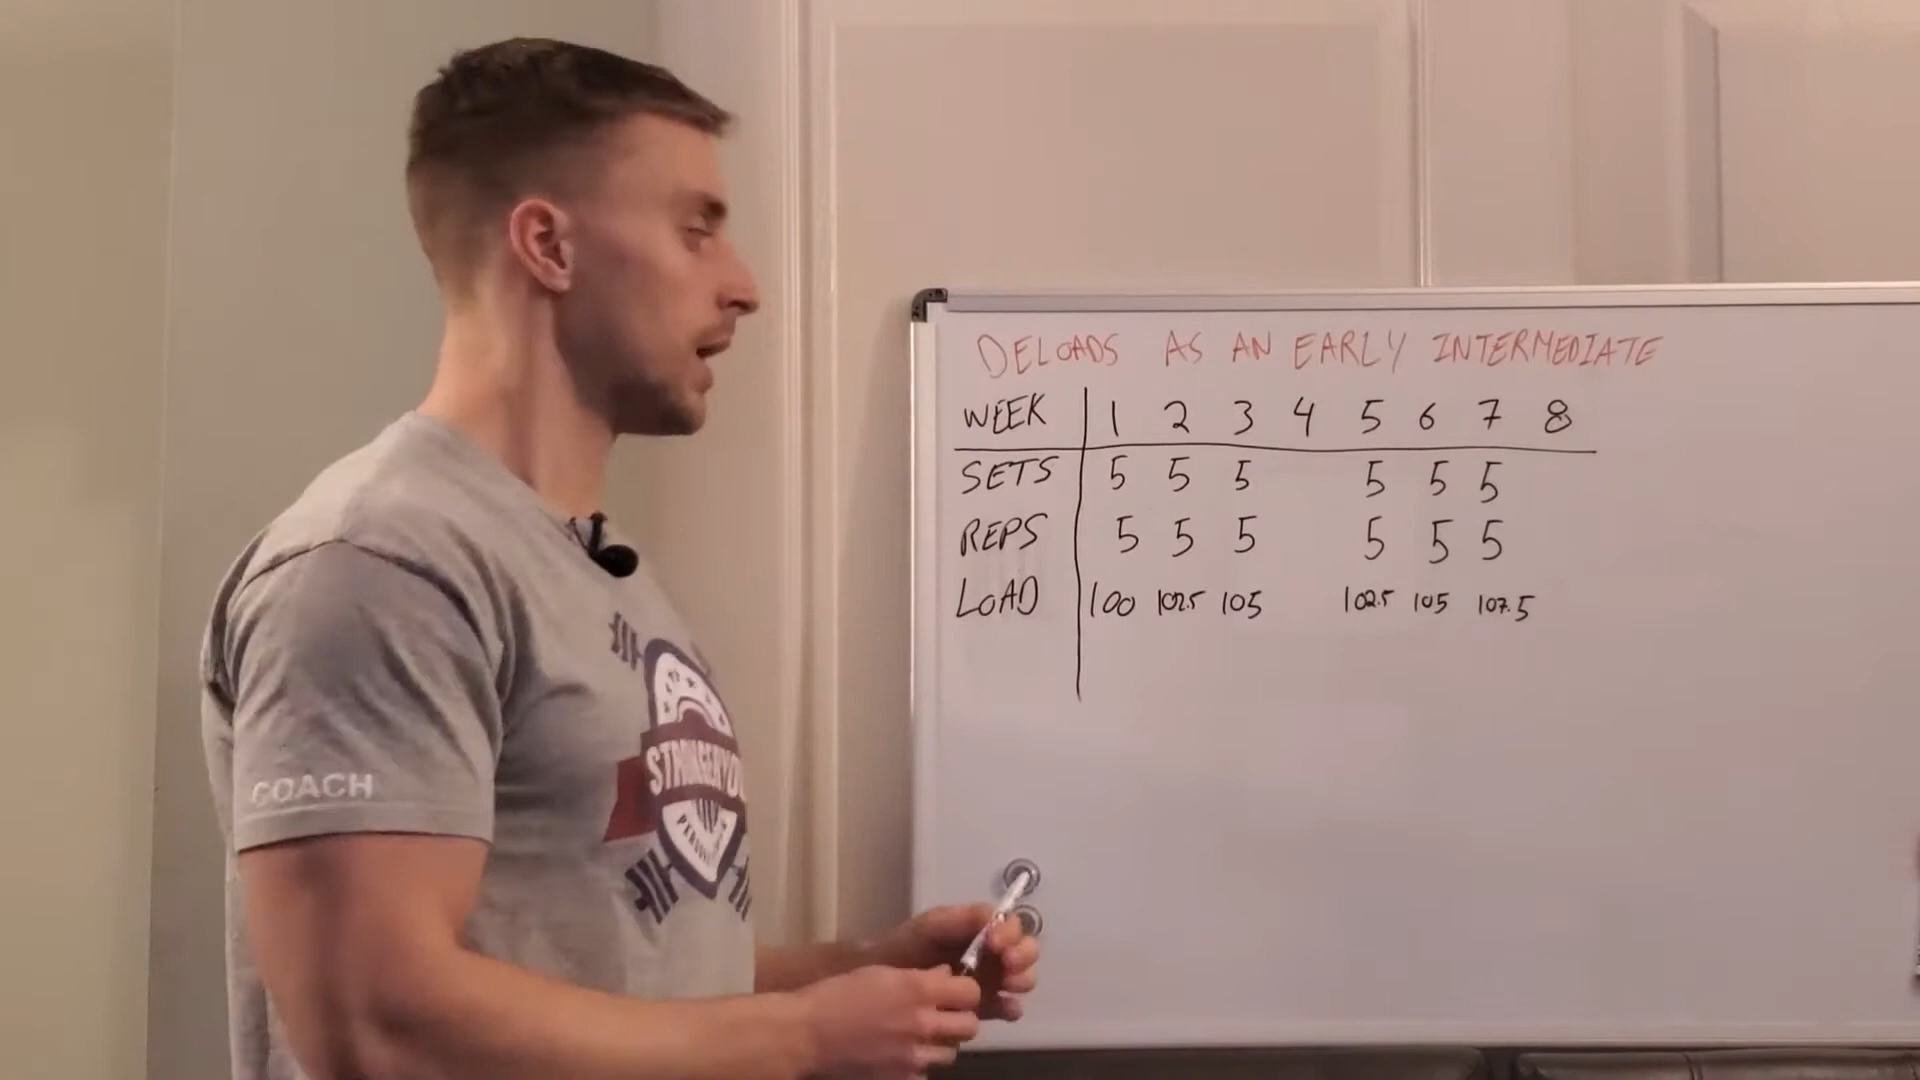 DELOADS AS AN EARLY INTERMEDIATE
WEEK 1 2 3 4 5 6 7 8
SETS 5 5 5 5 5 5
REPS 5 5 5 5 5 5
LOAD 100 102.5 105 102.5 105 107.5
COACH